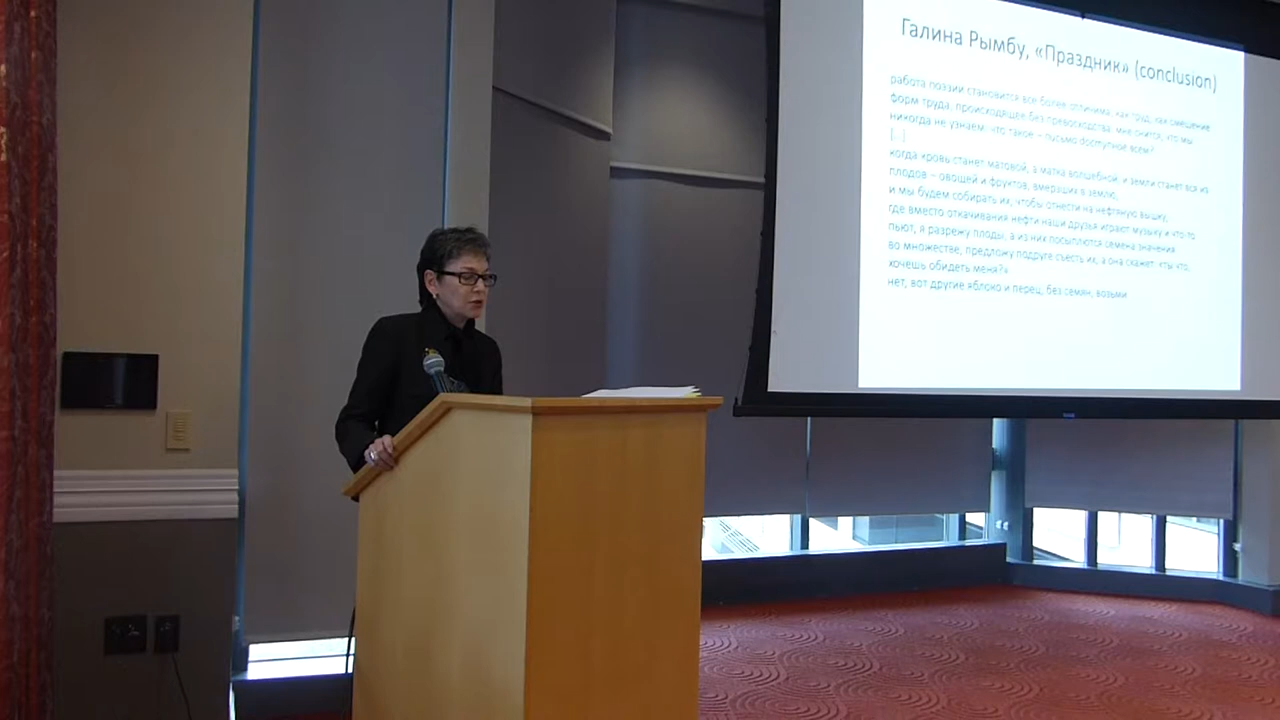 Галина Рымбу, «Праздник» (conclusion)
работа поэзии становится все более отличима, как труд, как смешение
форм труда, происходящее без превосходства. мне снится, что мы
никогда не узнаем, что такое – письмо доступное всем?
[...]
когда кровь станет матовой, а матка волшебной, и земли станет вся из
плодов – овощей и фруктов, вмерзших в землю,
и мы будем собирать их, чтобы отнести на нефтяную вышку,
где вместо откачивания нефти наши друзья играют музыку и что-то
пьют, я разрежу плоды, а из них посыплются семена значения
во множестве, предложу подруге съесть их, а она скажет: «ты что,
хочешь обидеть меня?»
нет, вот другие яблоко и перец, без семян, возьми